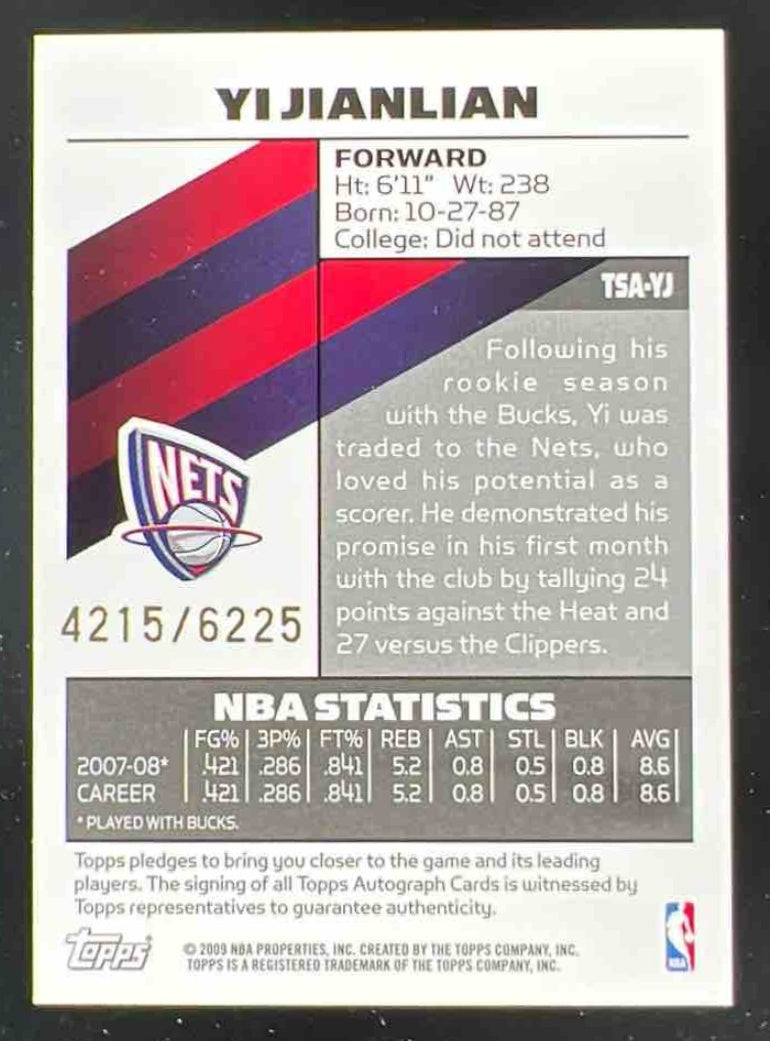 YI JIANLIAN
FORWARD
Ht: 6'11" Wt: 238
Born: 10-27-87
College: Did not attend
TSA-YJ
Following his
rookie season
with the Bucks, Yi was
traded to the Nets, who
loved his potential as a
scorer. He demonstrated his
promise in his first month
with the club by tallying 24
points against the Heat and
27 versus the Clippers.
NETS
4215/6225
NBA STATISTICS
FG% 3P% FT% REB AST STL BLK AVG
2007-08* .421 .286 .841 5.2 0.8 0.5 0.8 8.6
CAREER .421 .286 .841 5.2 0.8 0.5 0.8 8.6
* PLAYED WITH BUCKS.
Topps pledges to bring you closer to the game and its leading
players. The signing of all Topps Autograph Cards is witnessed by
Topps representatives to guarantee authenticity.
Topps
© 2009 NBA PROPERTIES, INC. CREATED BY THE TOPPS COMPANY, INC.
TOPPS IS A REGISTERED TRADEMARK OF THE TOPPS COMPANY, INC.
NBA